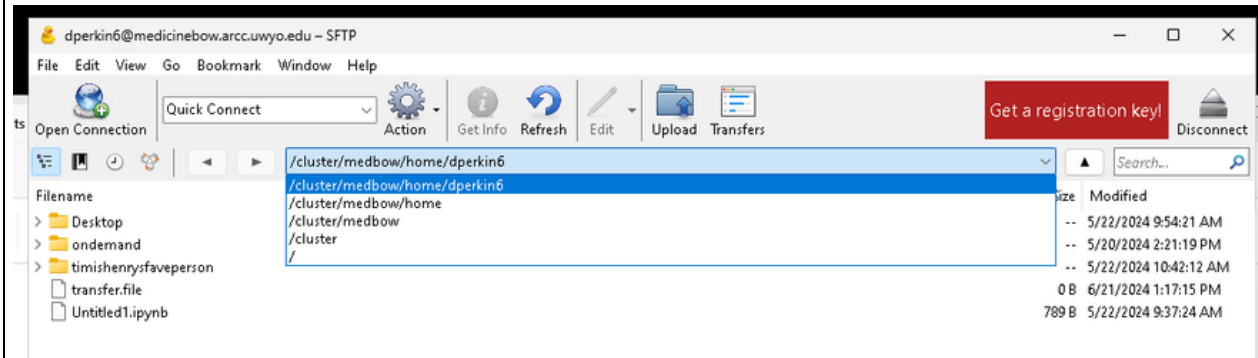 dperkin6@medicinebow.arcc.uwyo.edu – SFTP
File Edit View Go Bookmark Window Help
Quick Connect
Get a registration key!
ts Open Connection Action Get Info Refresh Edit Upload Transfers Disconnect
/cluster/medbow/home/dperkin6 Search...
/cluster/medbow/home/dperkin6
Filename Size Modified
/cluster/medbow/home
Desktop /cluster/medbow -- 5/22/2024 9:54:21 AM
ondemand /cluster -- 5/20/2024 2:21:19 PM
timishenrysfaveperson / -- 5/22/2024 10:42:12 AM
transfer.file 0 B 6/21/2024 1:17:15 PM
Untitled1.ipynb 789 B 5/22/2024 9:37:24 AM